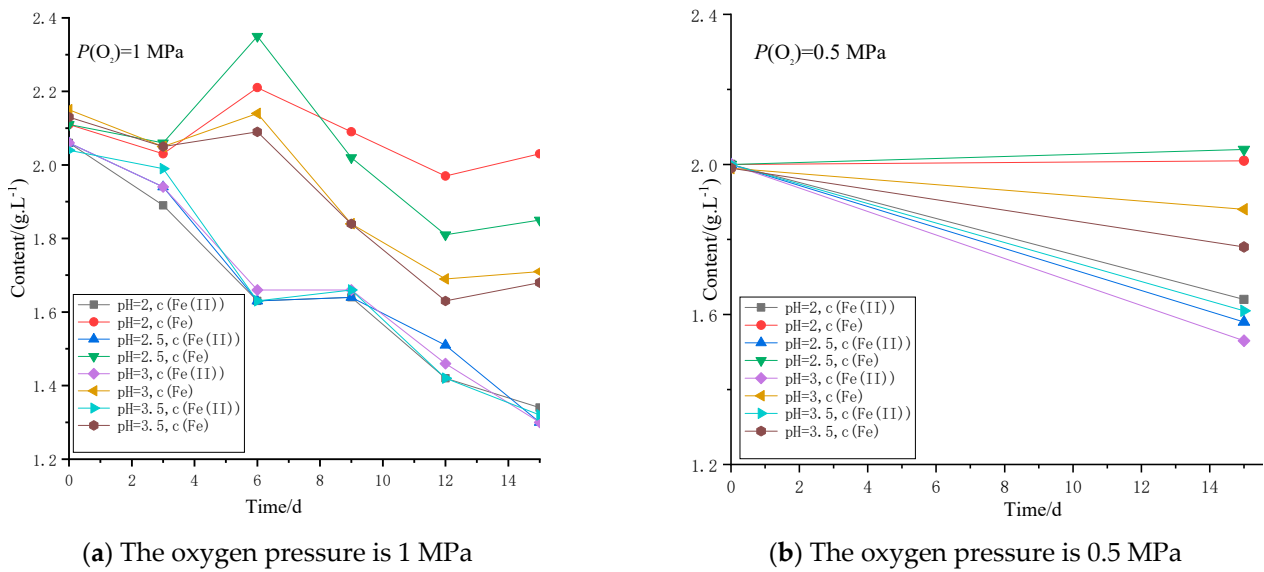 2.4
2.2
2.0
1.8
1.6
1.4
1.2
Content/(g.L⁻¹)
P(O₂)=1 MPa
pH=2,c(Fe(II))
pH=2,c(Fe)
pH=2.5,c(Fe(II))
pH=2.5,c(Fe)
pH=3,c(Fe(II))
pH=3,c(Fe)
pH=3.5,c(Fe(II))
pH=3.5,c(Fe)
0 2 4 6 8 10 12 14
Time/d
(a) The oxygen pressure is 1 MPa
2.4
2.0
1.6
1.2
Content/(g.L⁻¹)
P(O₂)=0.5 MPa
pH=2,c(Fe(II))
pH=2,c(Fe)
pH=2.5,c(Fe(II))
pH=2.5,c(Fe)
pH=3,c(Fe(II))
pH=3,c(Fe)
pH=3.5,c(Fe(II))
pH=3.5,c(Fe)
0 2 4 6 8 10 12 14
Time/d
(b) The oxygen pressure is 0.5 MPa